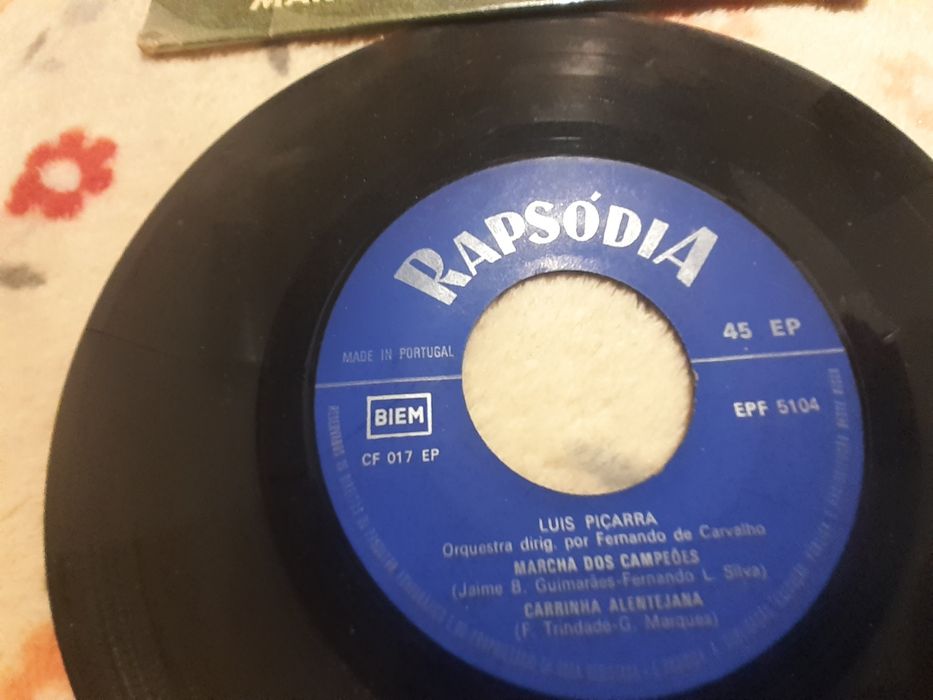 RAPSÓDIA
45 EP
MADE IN PORTUGAL
BIEM
EPF 5104
CF 017 EP
LUIS PIÇARRA
Orquestra dirig. por Fernando de Carvalho
MARCHA DOS CAMPEÕES
(Jaime B. Guimarães-Fernando L. Silva)
CARRINHA ALENTEJANA
(F. Trindade-G. Marques)